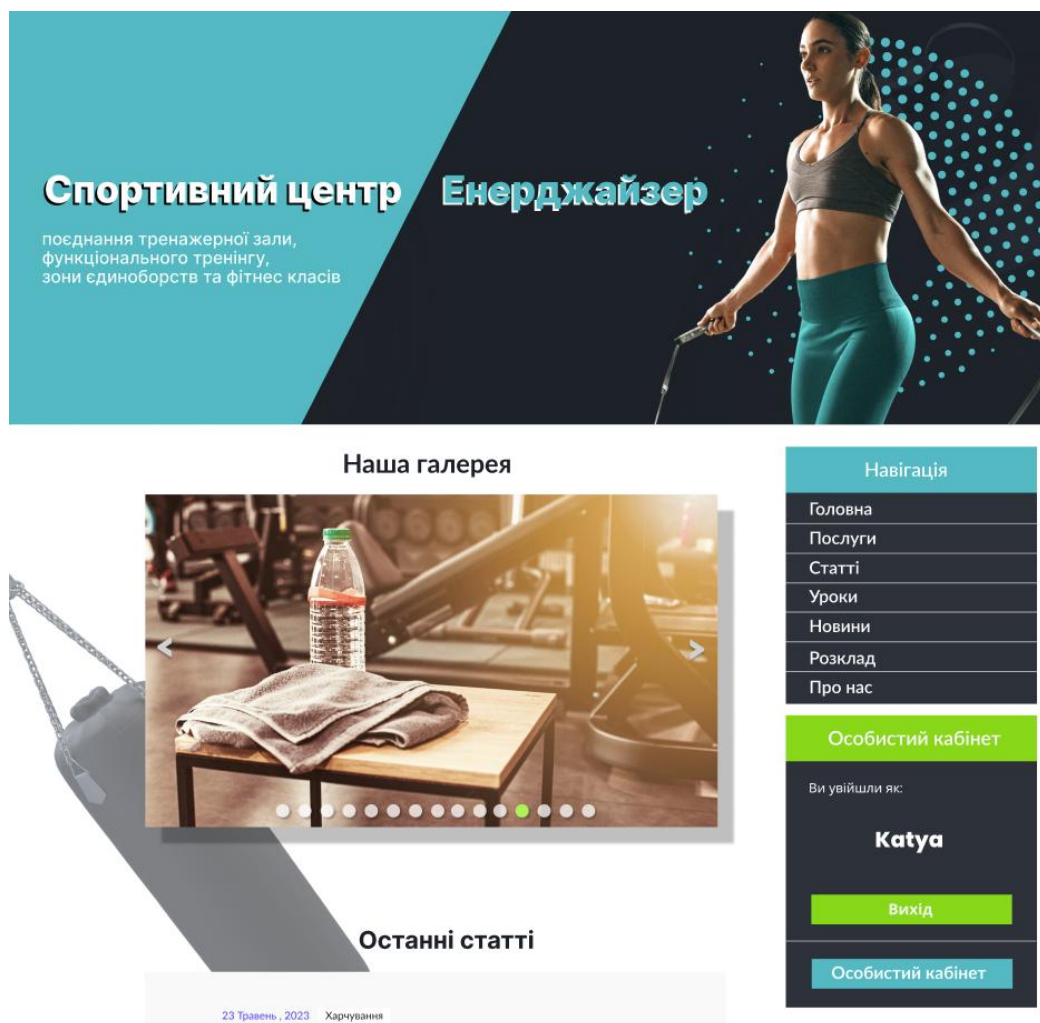 Спортивний центр Енерджайзер
поєднання тренажерної зали,
функціонального тренінгу,
зони єдиноборств та фітнес класів
Наша галерея
Останні статті
23 Травень , 2023 Харчування
Навігація
Головна
Послуги
Статті
Уроки
Новини
Розклад
Про нас
Особистий кабінет
Ви увійшли як:
Katya
Вихід
Особистий кабінет